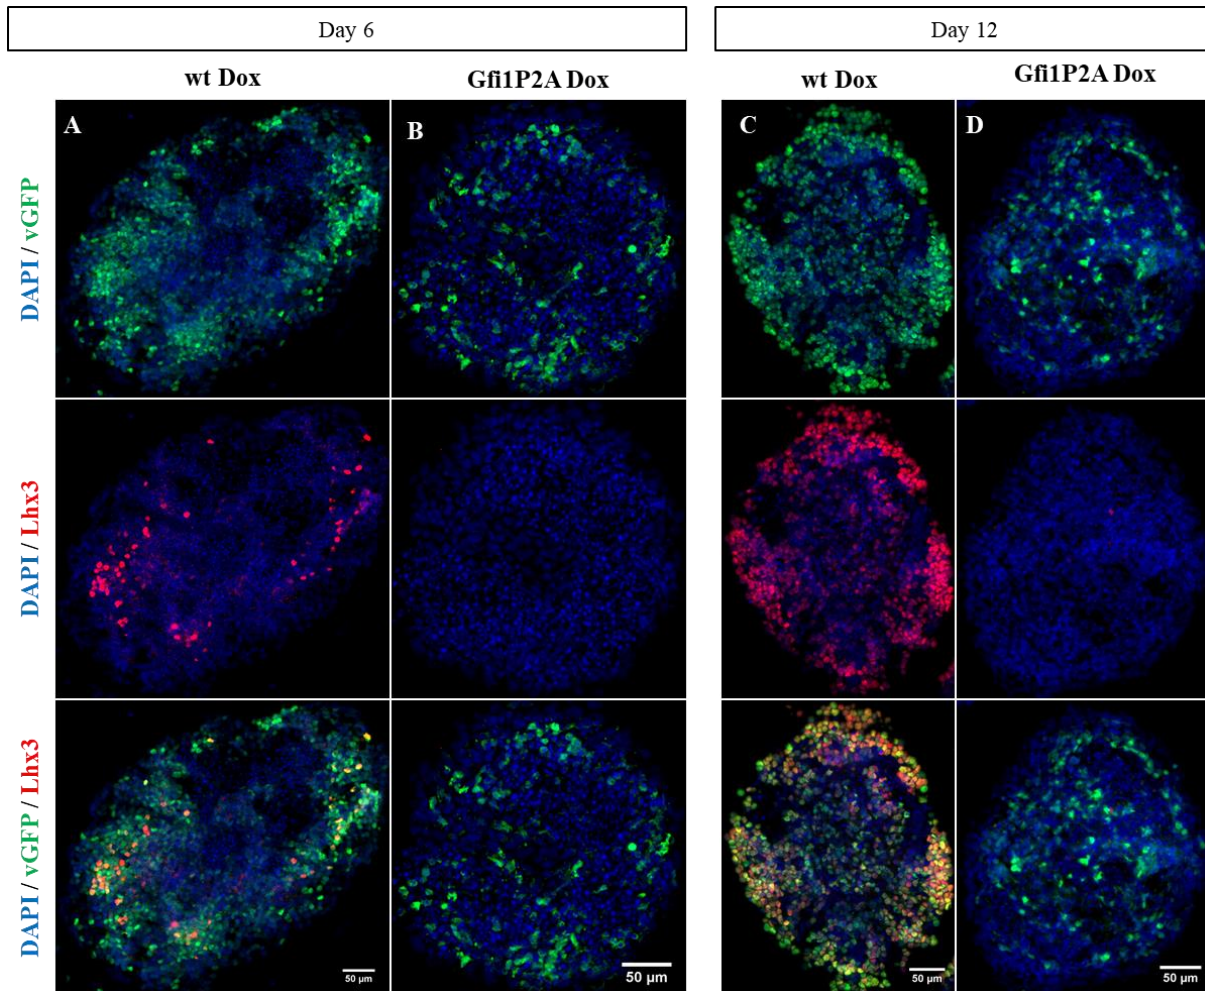 Day 6
Day 12
wt Dox
Gfi1P2A Dox
wt Dox
Gfi1P2A Dox
A
B
C
D
DAPI / vGFP
DAPI / Lhx3
DAPI / vGFP / Lhx3
50 µm
50 µm
50 µm
50 µm